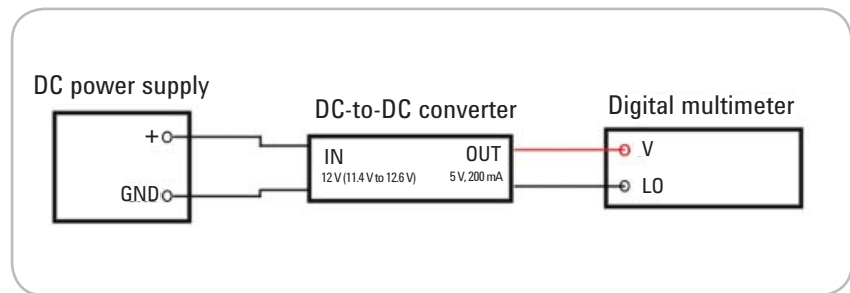 DC power supply
+
GND
DC-to-DC converter
IN
12 V (11.4 V to 12.6 V)
OUT
5 V, 200 mA
Digital multimeter
V
LO